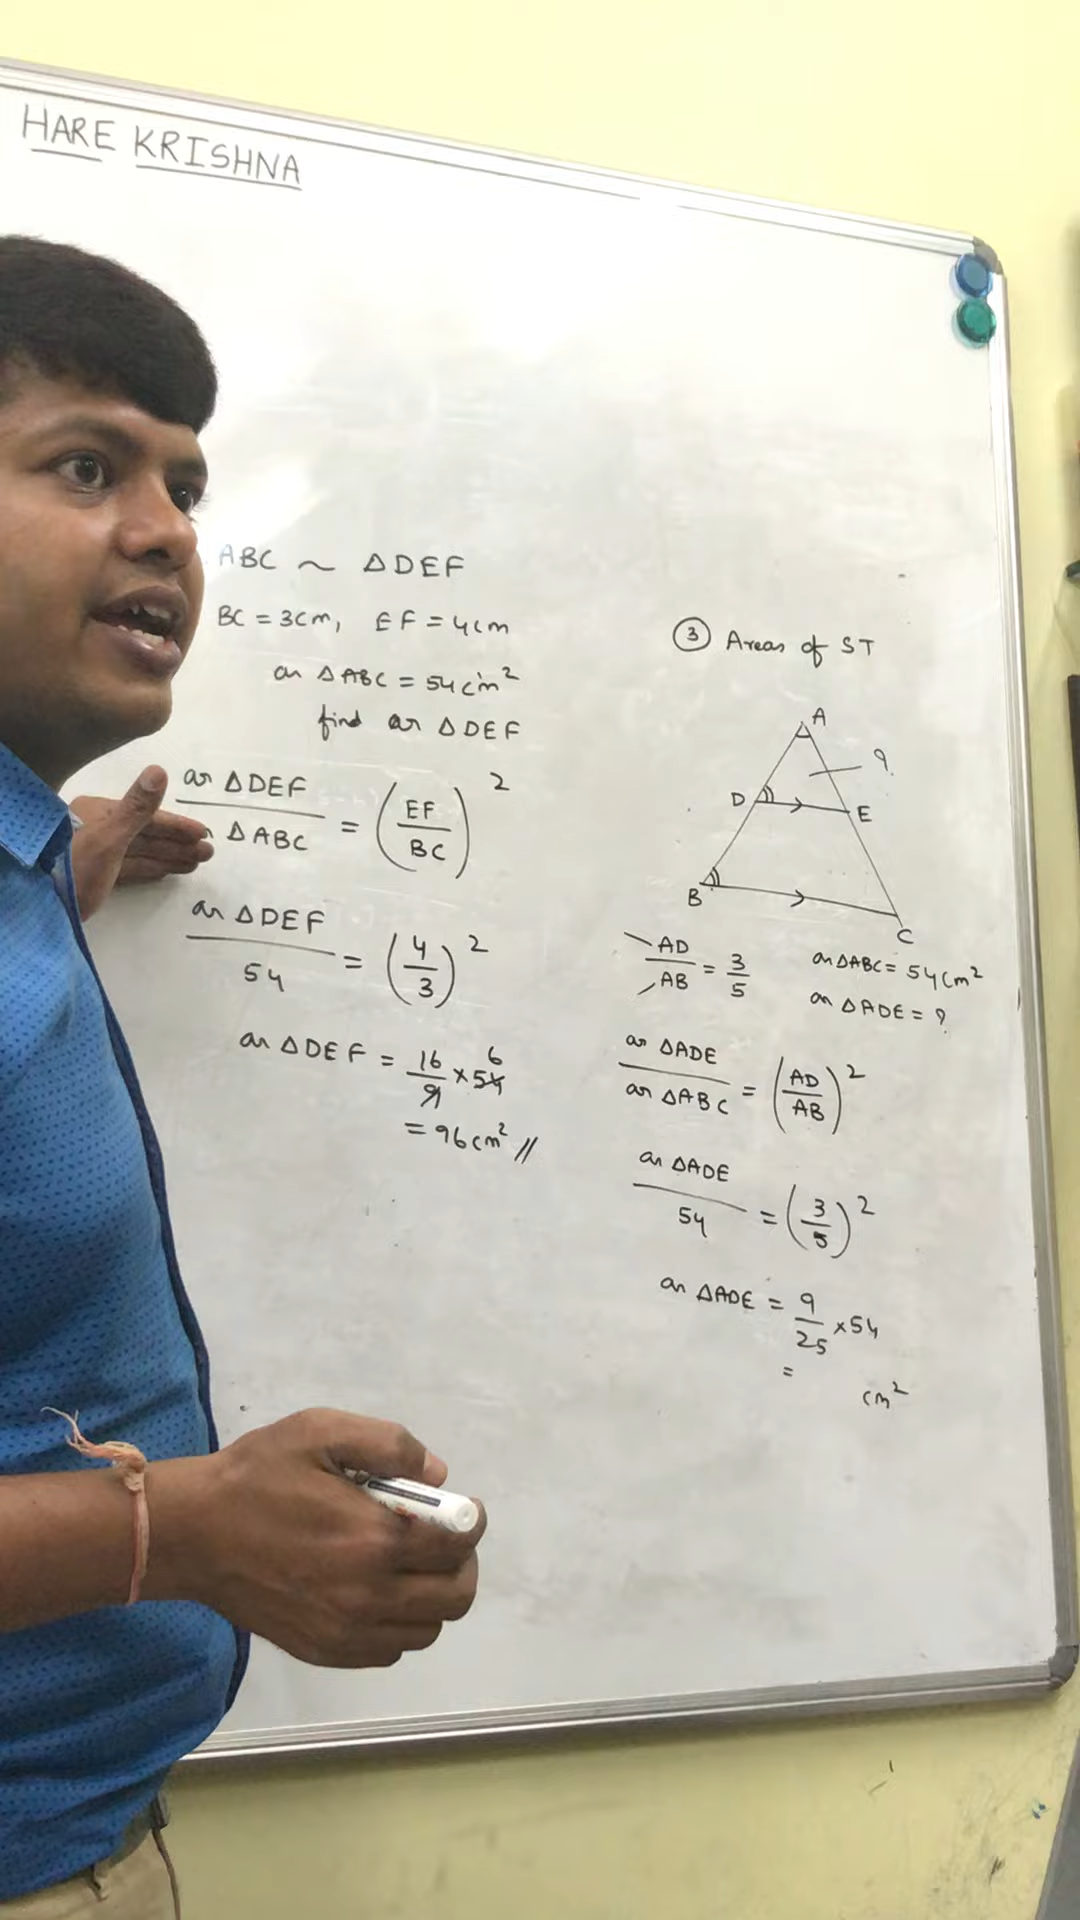 HARE KRISHNA
ABC ~ ΔDEF
BC = 3cm, EF = 4cm
ar ΔABC = 54cm²
find ar ΔDEF
ar ΔDEF / ΔABC = (EF/BC)²
ar ΔDEF / 54 = (4/3)²
ar ΔDEF = 16/9 × 54 6
= 96cm² //
③ Areas of ST
A
?
D
E
B
C
AD/AB = 3/5
ar ΔABC = 54cm²
ar ΔADE = ?
ar ΔADE / ar ΔABC = (AD/AB)²
ar ΔADE / 54 = (3/5)²
ar ΔADE = 9/25 × 54
= cm²